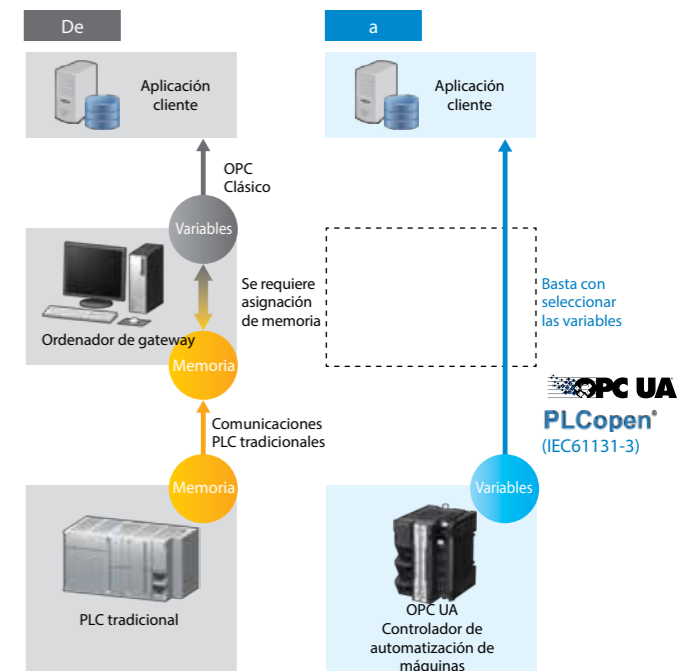 De
Aplicación
cliente
OPC
Clásico
Variables
Se requiere
asignación
de memoria
Ordenador de gateway
Memoria
Comunicaciones
PLC tradicionales
Memoria
PLC tradicional
a
Aplicación
cliente
Basta con
seleccionar
las variables
OPC UA
PLCopen®
(IEC61131-3)
Variables
OPC UA
Controlador de
automatización de
máquinas